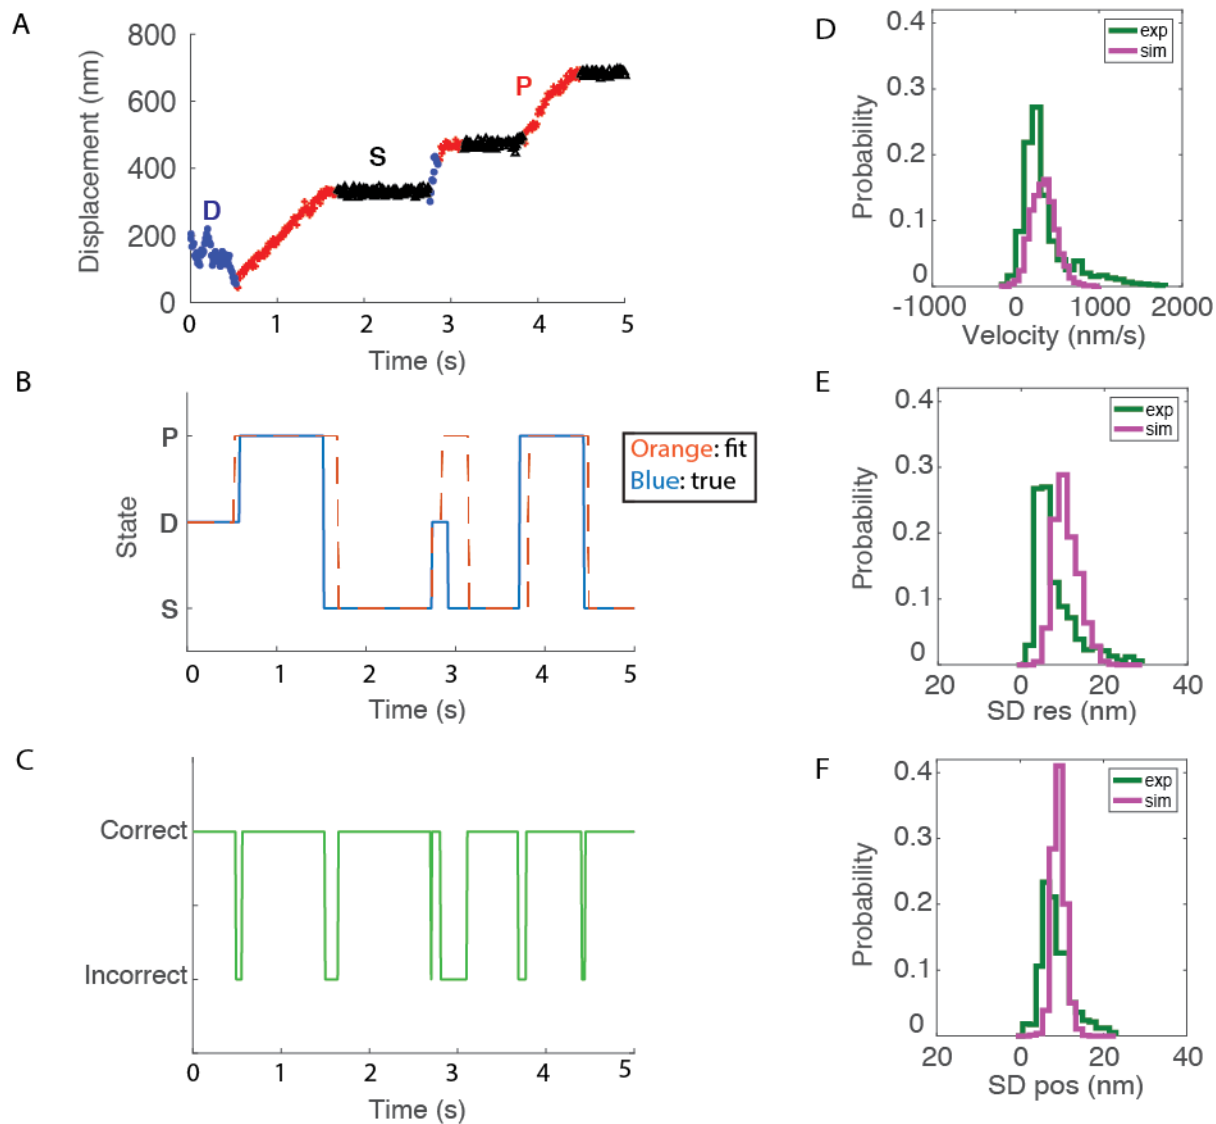 A
800
600
400
200
0
Displacement (nm)
D
S
P
0 1 2 3 4 5
Time (s)
B
P
D
S
State
Orange: fit
Blue: true
0 1 2 3 4 5
Time (s)
C
Correct
Incorrect
0 1 2 3 4 5
Time (s)
D
0.4
0.3
0.2
0.1
0
Probability
exp
sim
-1000 0 1000 2000
Velocity (nm/s)
E
0.4
0.3
0.2
0.1
0
Probability
exp
sim
20 0 20 40
SD res (nm)
F
0.4
0.3
0.2
0.1
0
Probability
exp
sim
20 0 20 40
SD pos (nm)